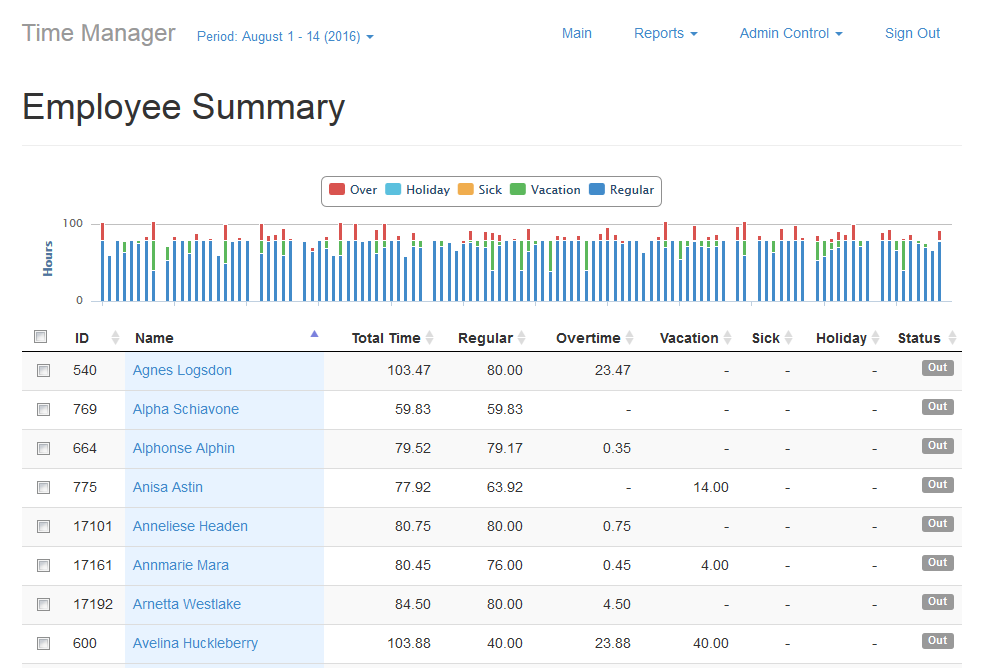 Time Manager Period: August 1 - 14 (2016) Main Reports Admin Control Sign Out
Employee Summary
Over Holiday Sick Vacation Regular
100
Hours
0
ID Name Total Time Regular Overtime Vacation Sick Holiday Status
540 Agnes Logsdon 103.47 80.00 23.47 - - - Out
769 Alpha Schiavone 59.83 59.83 - - - - Out
664 Alphonse Alphin 79.52 79.17 0.35 - - - Out
775 Anisa Astin 77.92 63.92 - 14.00 - - Out
17101 Anneliese Headen 80.75 80.00 0.75 - - - Out
17161 Annmarie Mara 80.45 76.00 0.45 4.00 - - Out
17192 Arnetta Westlake 84.50 80.00 4.50 - - - Out
600 Avelina Huckleberry 103.88 40.00 23.88 40.00 - - Out